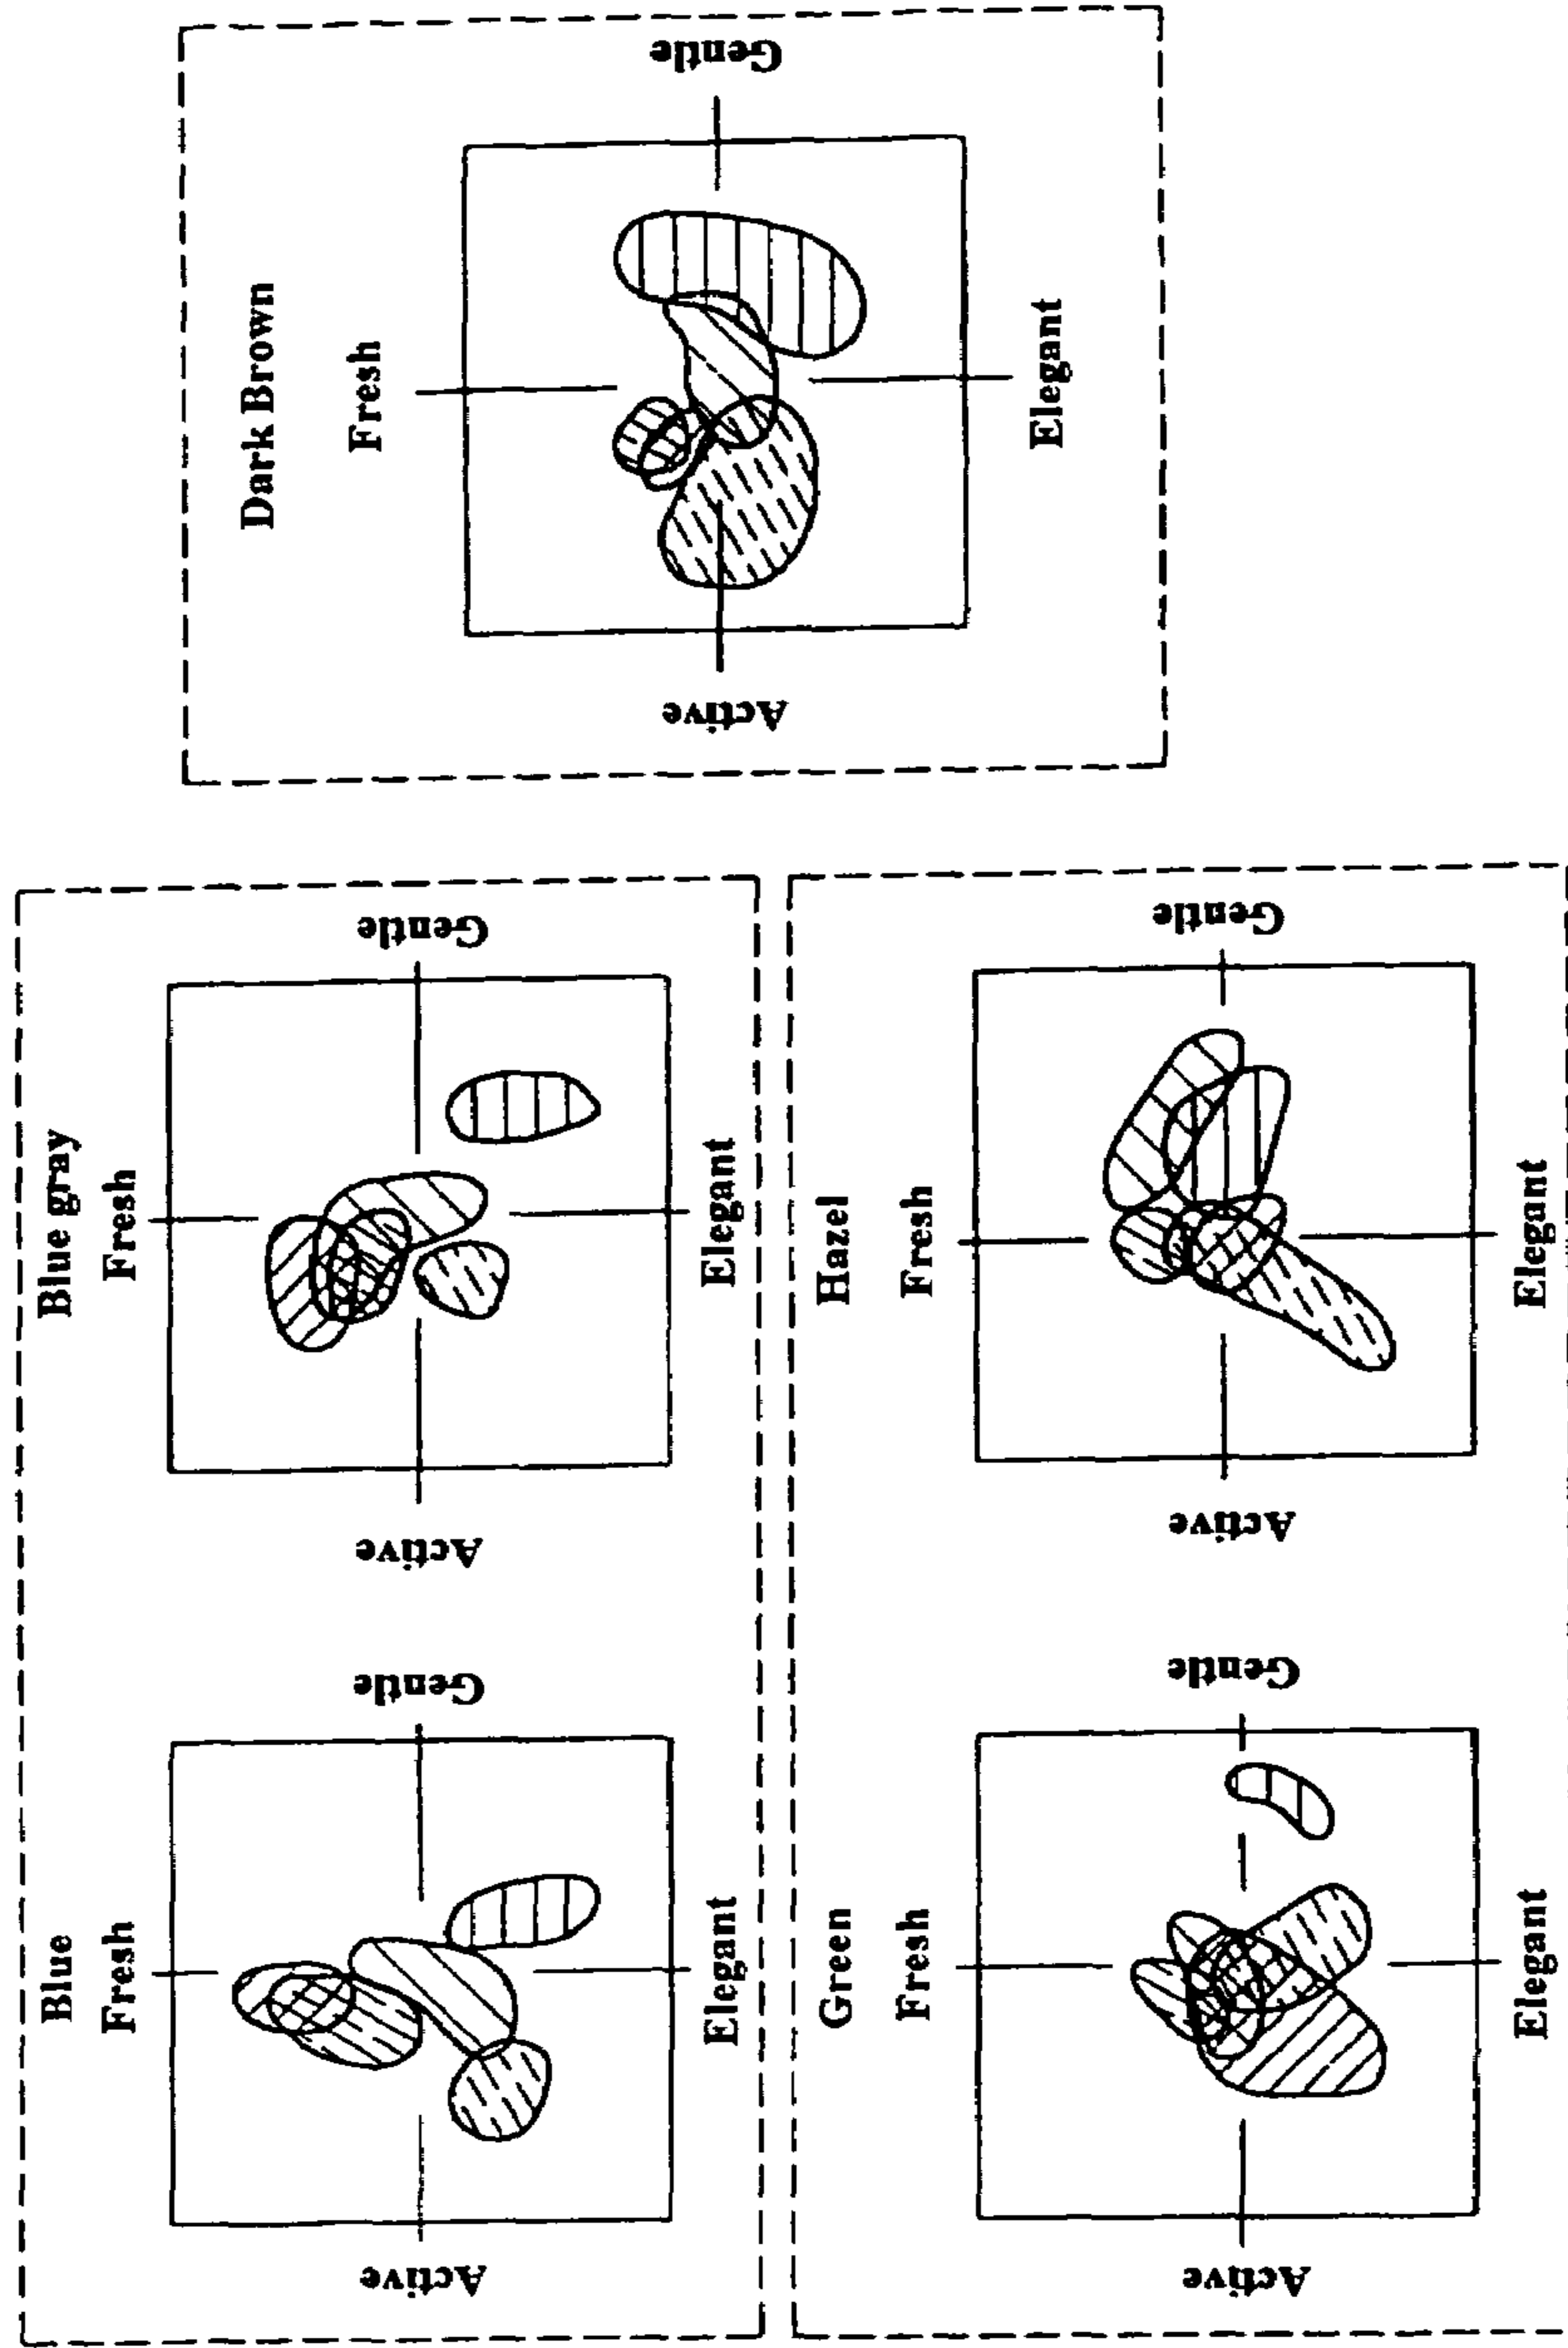 Blue
Fresh
Active
Gentle
Elegant
Blue gray
Fresh
Active
Gentle
Elegant
Green
Fresh
Active
Gentle
Elegant
Hazel
Fresh
Active
Gentle
Elegant
Dark Brown
Fresh
Active
Gentle
Elegant